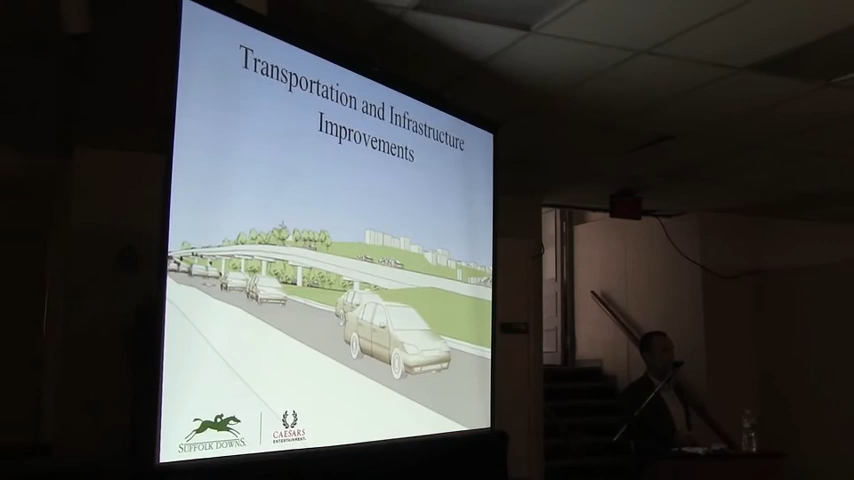 Transportation and Infrastructure
Improvements
SUFFOLK DOWNS
CAESARS
ENTERTAINMENT